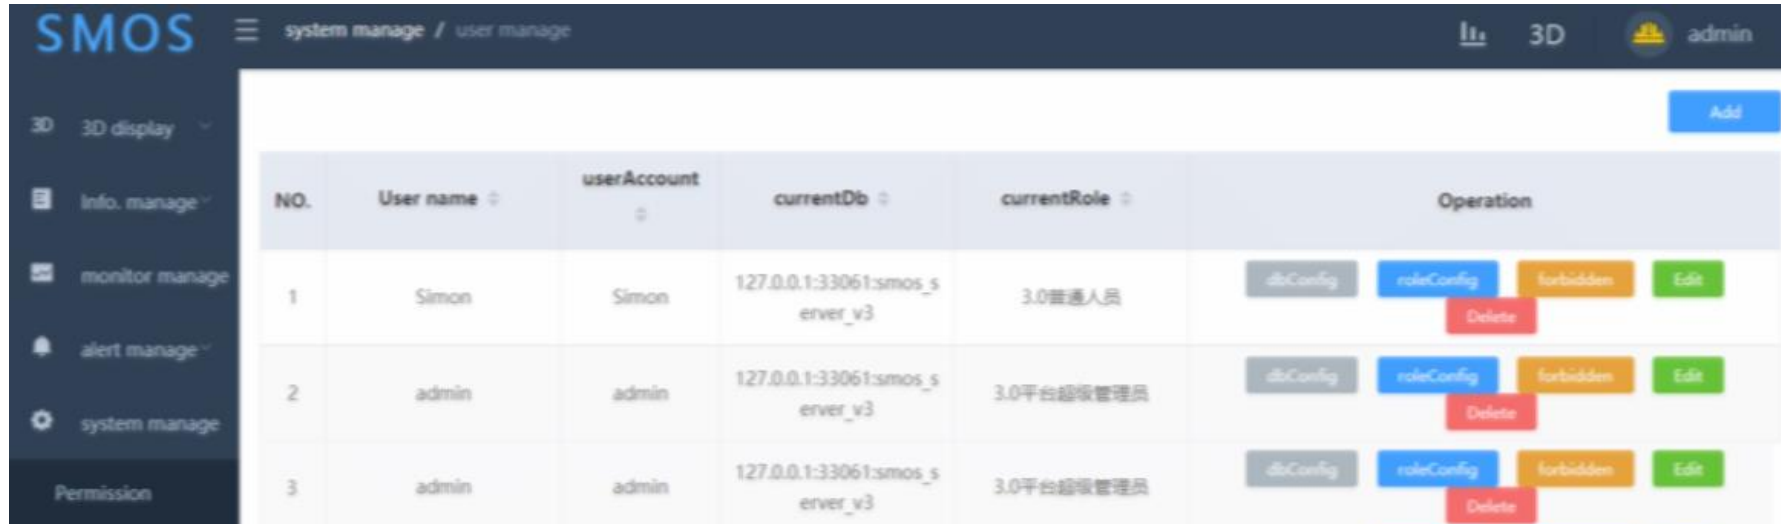 SMOS system manage / user manage 3D admin
Add
3D 3D display
Info. manage
monitor manage
alert manage
system manage
Permission
NO. User name userAccount currentDb currentRole Operation
1 Simon Simon 127.0.0.1:33061:smos_s 3.0普通人员 dbConfig roleConfig forbidden Edit
erver_v3 Delete
2 admin admin 127.0.0.1:33061:smos_s 3.0平台超级管理员 dbConfig roleConfig forbidden Edit
erver_v3 Delete
3 admin admin 127.0.0.1:33061:smos_s 3.0平台超级管理员 dbConfig roleConfig forbidden Edit
erver_v3 Delete